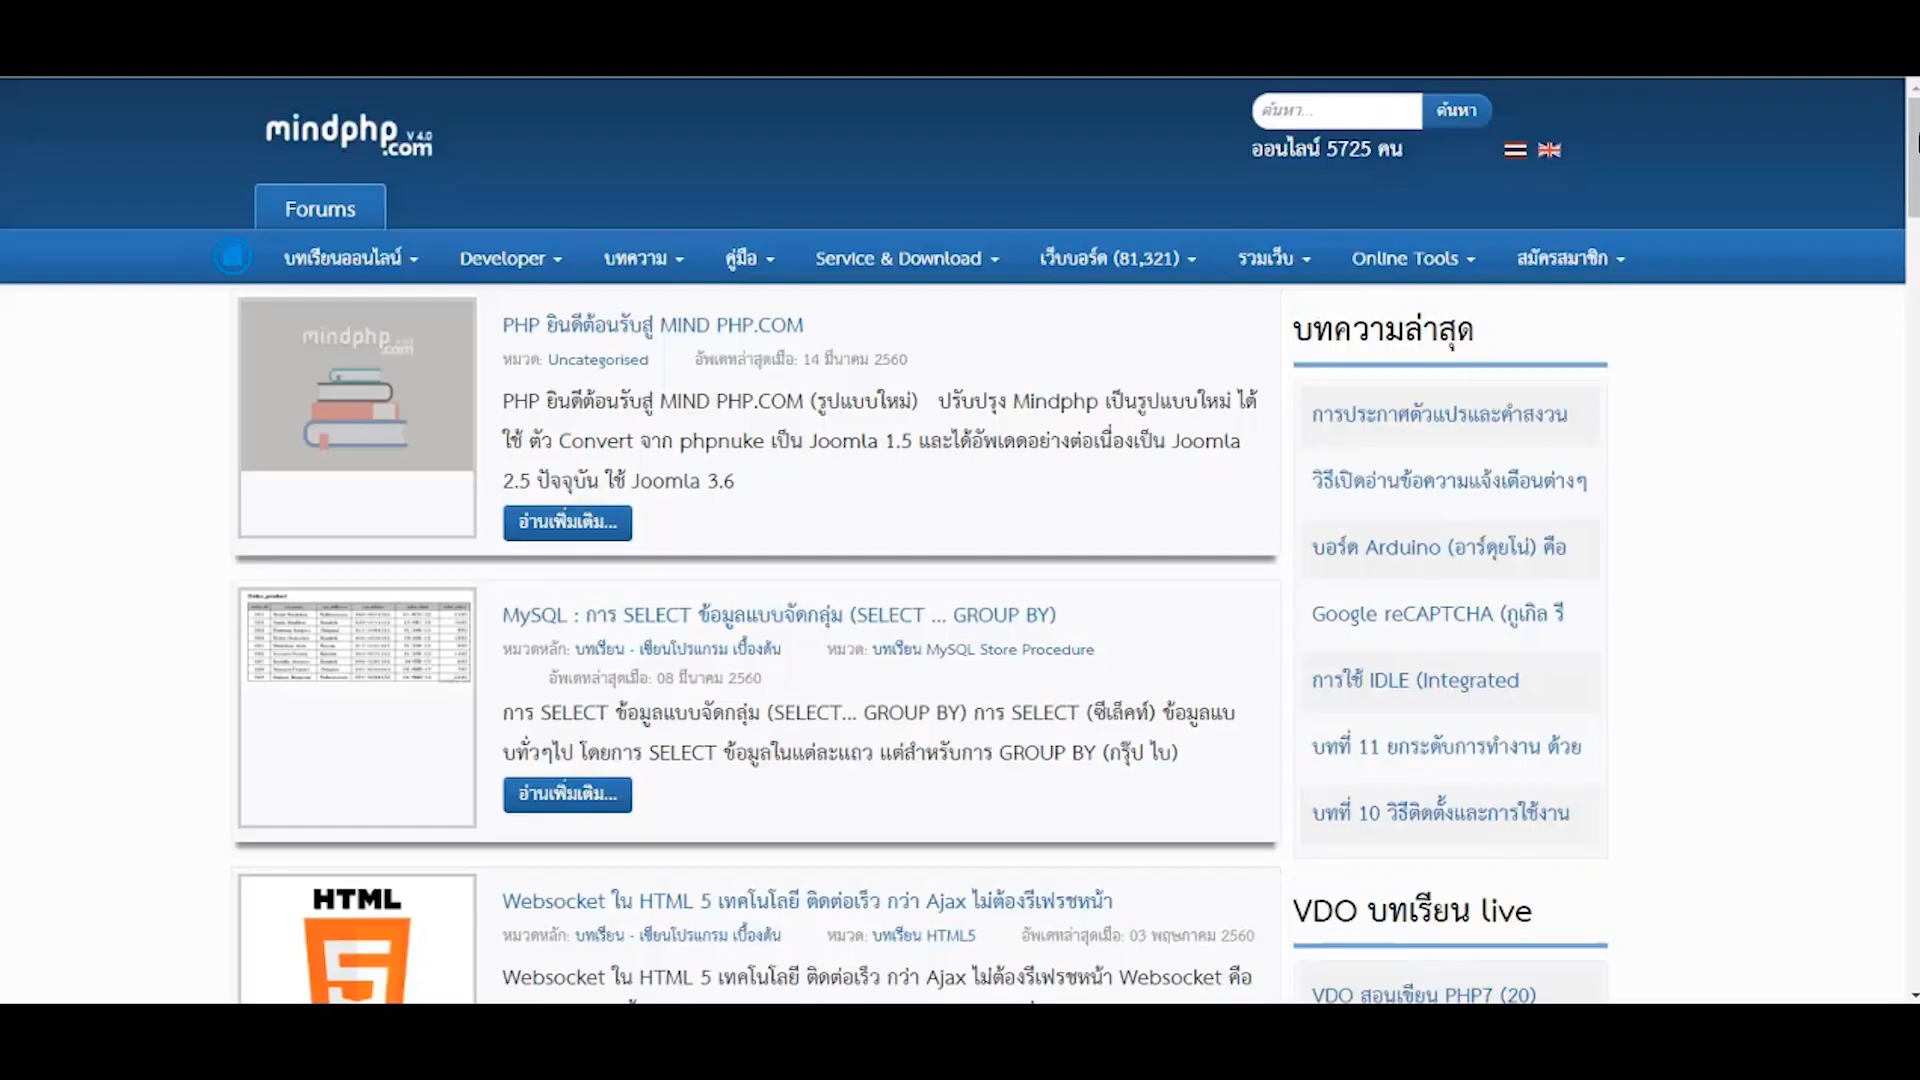 mindphp V 4.0
.com
ค้นหา...
ค้นหา
ออนไลน์ 5725 คน
Forums
บทเรียนออนไลน์
Developer
บทความ
คู่มือ
Service & Download
เว็บบอร์ด (81,321)
รวมเว็บ
Online Tools
สมัครสมาชิก
mindphp
.com
PHP ยินดีต้อนรับสู่ MIND PHP.COM
หมวด: Uncategorised อัพเดทล่าสุดเมื่อ: 14 มีนาคม 2560
PHP ยินดีต้อนรับสู่ MIND PHP.COM (รูปแบบใหม่) ปรับปรุง Mindphp เป็นรูปแบบใหม่ ได้
ใช้ ตัว Convert จาก phpnuke เป็น Joomla 1.5 และได้อัพเดดอย่างต่อเนื่องเป็น Joomla
2.5 ปัจจุบัน ใช้ Joomla 3.6
อ่านเพิ่มเติม...
MySQL : การ SELECT ข้อมูลแบบจัดกลุ่ม (SELECT ... GROUP BY)
หมวดหลัก: บทเรียน - เขียนโปรแกรม เบื้องต้น หมวด: บทเรียน MySQL Store Procedure
อัพเดทล่าสุดเมื่อ: 08 มีนาคม 2560
การ SELECT ข้อมูลแบบจัดกลุ่ม (SELECT... GROUP BY) การ SELECT (ซีเล็คท์) ข้อมูลแบ
บทั่วๆไป โดยการ SELECT ข้อมูลในแต่ละแถว แต่สำหรับการ GROUP BY (กรุ๊ป ไบ)
อ่านเพิ่มเติม...
HTML
5
Websocket ใน HTML 5 เทคโนโลยี ติดต่อเร็ว กว่า Ajax ไม่ต้องรีเฟรชหน้า
หมวดหลัก: บทเรียน - เขียนโปรแกรม เบื้องต้น หมวด: บทเรียน HTML5 อัพเดทล่าสุดเมื่อ: 03 พฤษภาคม 2560
Websocket ใน HTML 5 เทคโนโลยี ติดต่อเร็ว กว่า Ajax ไม่ต้องรีเฟรชหน้า Websocket คือ
บทความล่าสุด
การประกาศตัวแปรและคำสงวน
วิธีเปิดอ่านข้อความแจ้งเตือนต่างๆ
บอร์ด Arduino (อาร์ดุยโน่) คือ
Google reCAPTCHA (กูเกิล รี
การใช้ IDLE (Integrated
บทที่ 11 ยกระดับการทำงาน ด้วย
บทที่ 10 วิธีติดตั้งและการใช้งาน
VDO บทเรียน live
VDO สอนเขียน PHP7 (20)